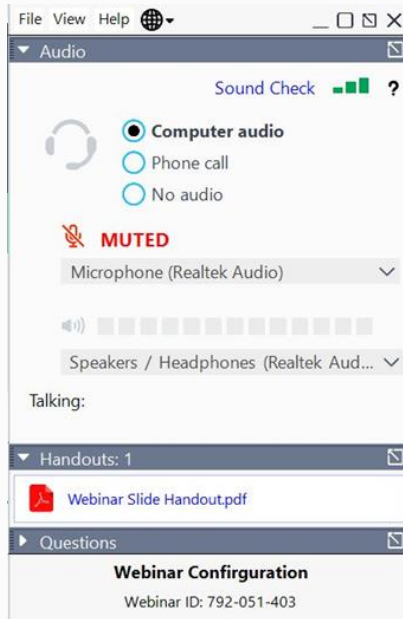 File View Help
Audio
Sound Check ?
Computer audio
Phone call
No audio
MUTED
Microphone (Realtek Audio)
Speakers / Headphones (Realtek Aud...
Talking:
Handouts: 1
Webinar Slide Handout.pdf
Questions
Webinar Confirguration
Webinar ID: 792-051-403